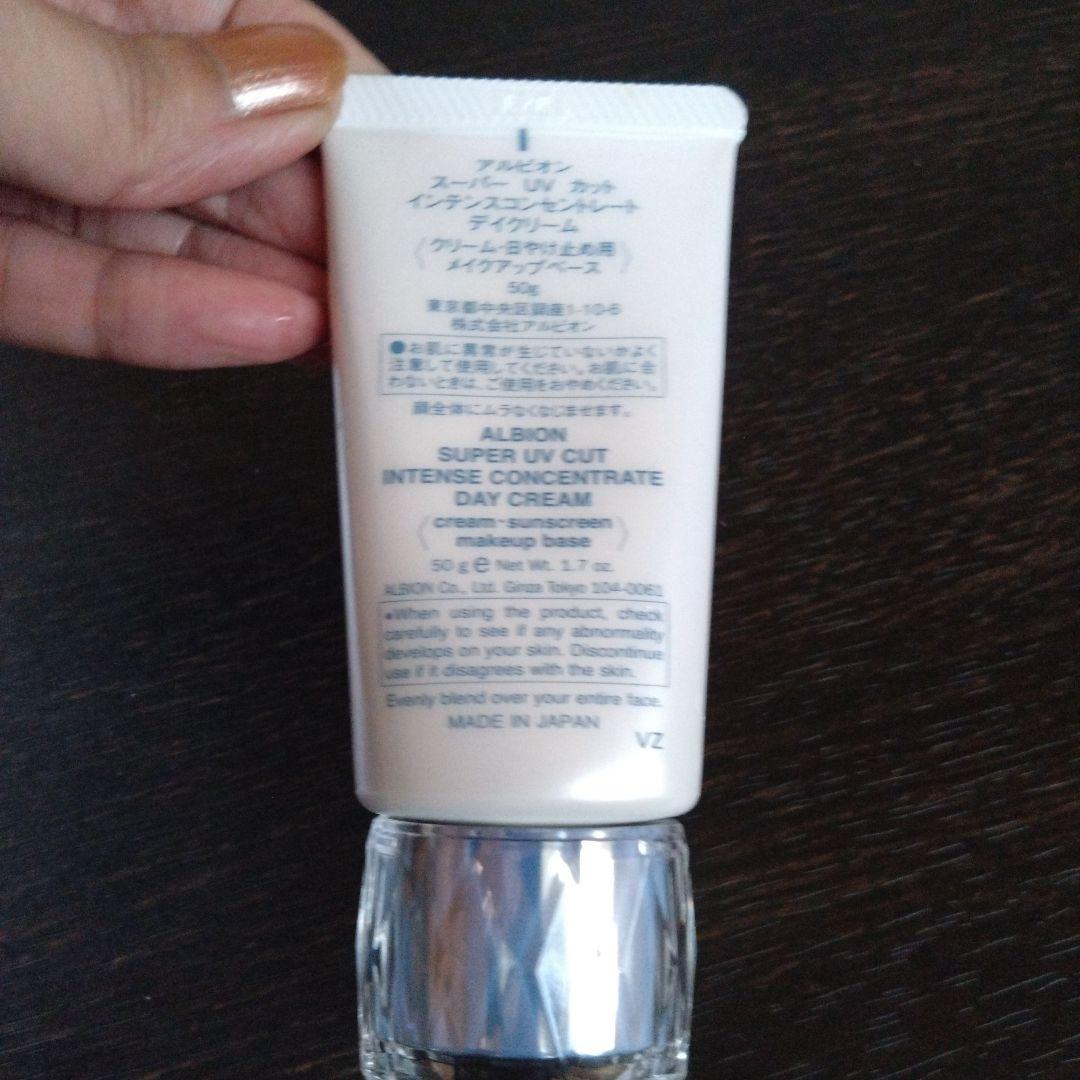 アルビオン
スーパー UV カット
インテンスコンセントレート
デイクリーム
〈クリーム・日やけ止め用
メイクアップベース〉
50g
東京都中央区銀座1-10-5
株式会社アルビオン
●お肌に異常が生じていないかよく
注意して使用してください。お肌に合
わないときは、ご使用をおやめください。
顔全体にムラなくなじませます。
ALBION
SUPER UV CUT
INTENSE CONCENTRATE
DAY CREAM
〈cream・sunscreen
makeup base〉
50 g e Net Wt. 1.7 oz.
ALBION Co., Ltd. Ginza Tokyo 104-0061
●When using the product, check
carefully to see if any abnormality
develops on your skin. Discontinue
use if it disagrees with the skin.
Evenly blend over your entire face.
MADE IN JAPAN
VZ